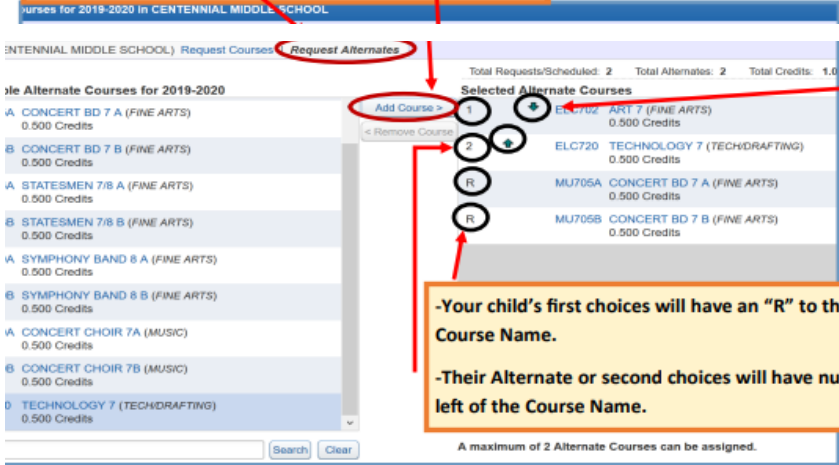 urses for 2019-2020 in CENTENNIAL MIDDLE SCHOOL
ENTENNIAL MIDDLE SCHOOL) Request Courses Request Alternates
Total Requests/Scheduled: 2 Total Alternates: 2 Total Credits: 1.0
ble Alternate Courses for 2019-2020
A CONCERT BD 7 A (FINE ARTS)
0.500 Credits
B CONCERT BD 7 B (FINE ARTS)
0.500 Credits
A STATESMEN 7/8 A (FINE ARTS)
0.500 Credits
B STATESMEN 7/8 B (FINE ARTS)
0.500 Credits
A SYMPHONY BAND 8 A (FINE ARTS)
0.500 Credits
B SYMPHONY BAND 8 B (FINE ARTS)
0.500 Credits
A CONCERT CHOIR 7A (MUSIC)
0.500 Credits
B CONCERT CHOIR 7B (MUSIC)
0.500 Credits
0 TECHNOLOGY 7 (TECH/DRAFTING)
0.500 Credits
Search Clear
Add Course >
< Remove Course
Selected Alternate Courses
1 ELC702 ART 7 (FINE ARTS)
0.500 Credits
2 ELC720 TECHNOLOGY 7 (TECH/DRAFTING)
0.500 Credits
R MU705A CONCERT BD 7 A (FINE ARTS)
0.500 Credits
R MU705B CONCERT BD 7 B (FINE ARTS)
0.500 Credits
-Your child's first choices will have an “R” to th
Course Name.
-Their Alternate or second choices will have nu
left of the Course Name.
A maximum of 2 Alternate Courses can be assigned.